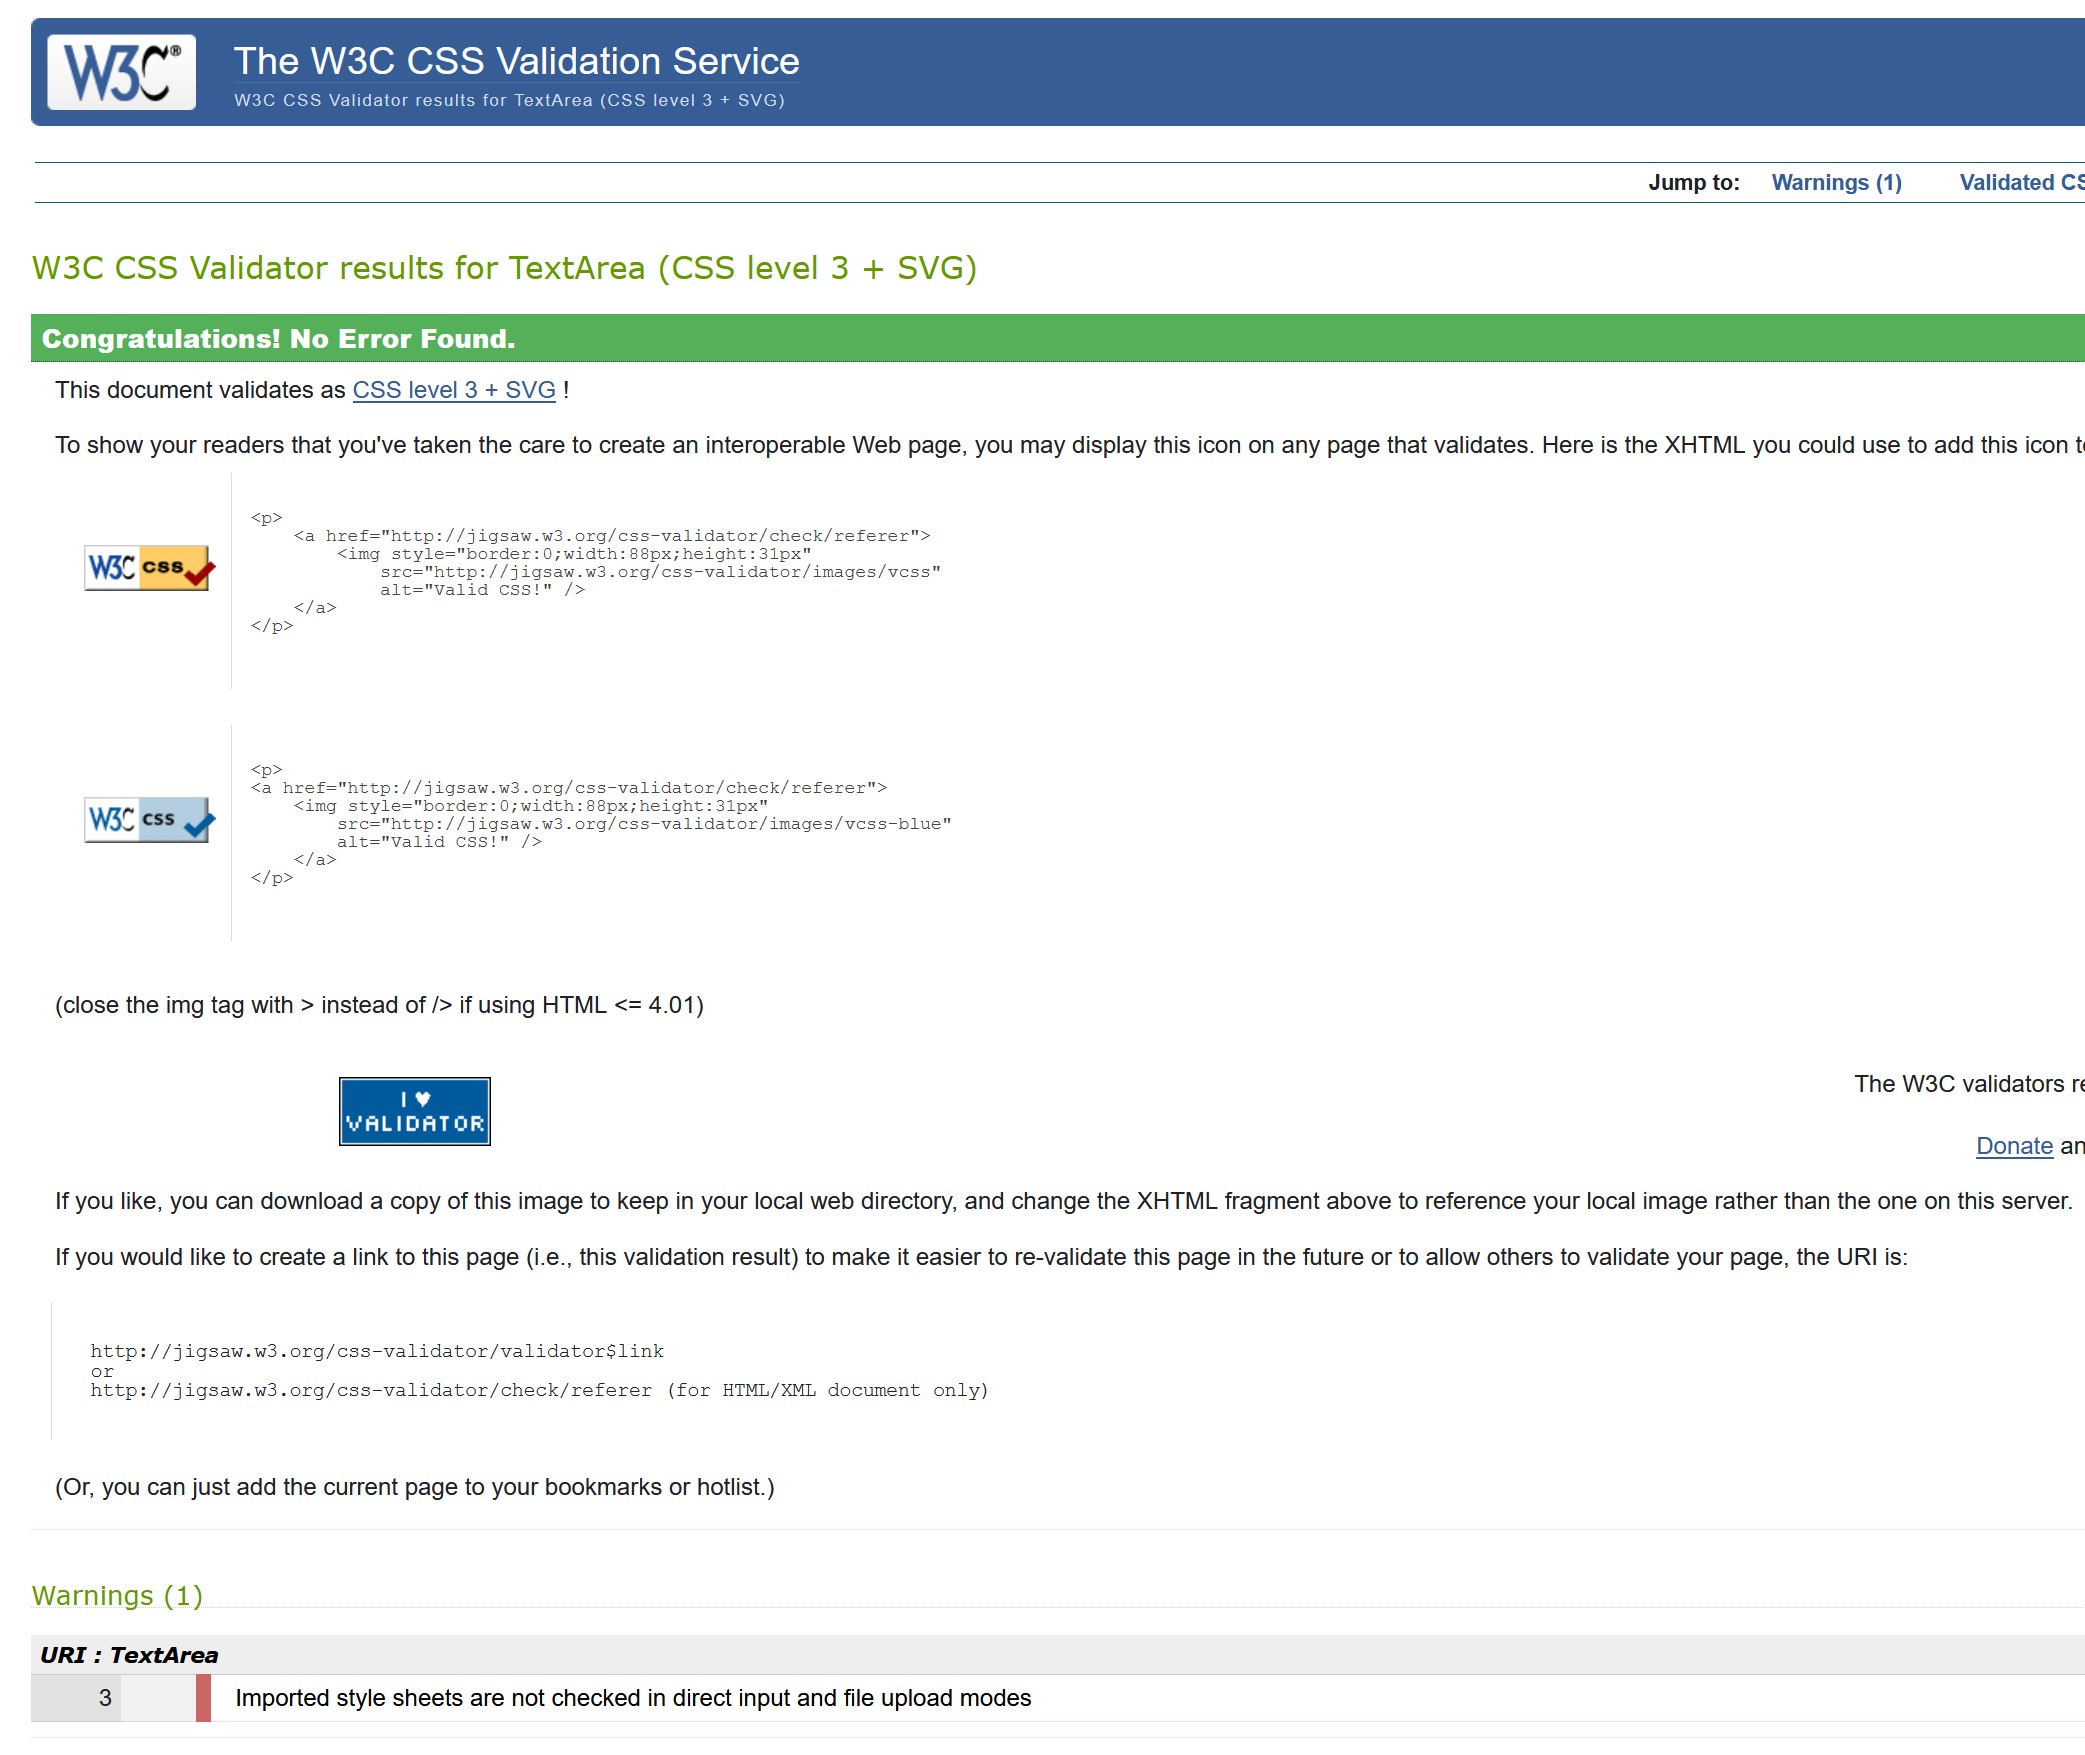 W3C®
The W3C CSS Validation Service
W3C CSS Validator results for TextArea (CSS level 3 + SVG)
Jump to: Warnings (1) Validated
W3C CSS Validator results for TextArea (CSS level 3 + SVG)
Congratulations! No Error Found.
This document validates as CSS level 3 + SVG !
To show your readers that you've taken the care to create an interoperable Web page, you may display this icon on any page that validates. Here is the XHTML you could use to add this icon
<p>
<a href="http://jigsaw.w3.org/css-validator/check/referer">
<img style="border:0;width:88px;height:31px"
W3C css
src="http://jigsaw.w3.org/css-validator/images/vcss"
alt="Valid CSS!" />
</a>
</p>
<p>
<a href="http://jigsaw.w3.org/css-validator/check/referer">
<img style="border:0;width:88px;height:31px"
W3C css
src="http://jigsaw.w3.org/css-validator/images/vcss-blue"
alt="Valid CSS!" />
</a>
</p>
(close the img tag with > instead of /> if using HTML <= 4.01)
I ♥
VALIDATOR
The W3C validators
Donate
If you like, you can download a copy of this image to keep in your local web directory, and change the XHTML fragment above to reference your local image rather than the one on this server.
If you would like to create a link to this page (i.e., this validation result) to make it easier to re-validate this page in the future or to allow others to validate your page, the URI is:
http://jigsaw.w3.org/css-validator/validator$link
or
http://jigsaw.w3.org/css-validator/check/referer (for HTML/XML document only)
(Or, you can just add the current page to your bookmarks or hotlist.)
Warnings (1)
URI : TextArea
3 Imported style sheets are not checked in direct input and file upload modes